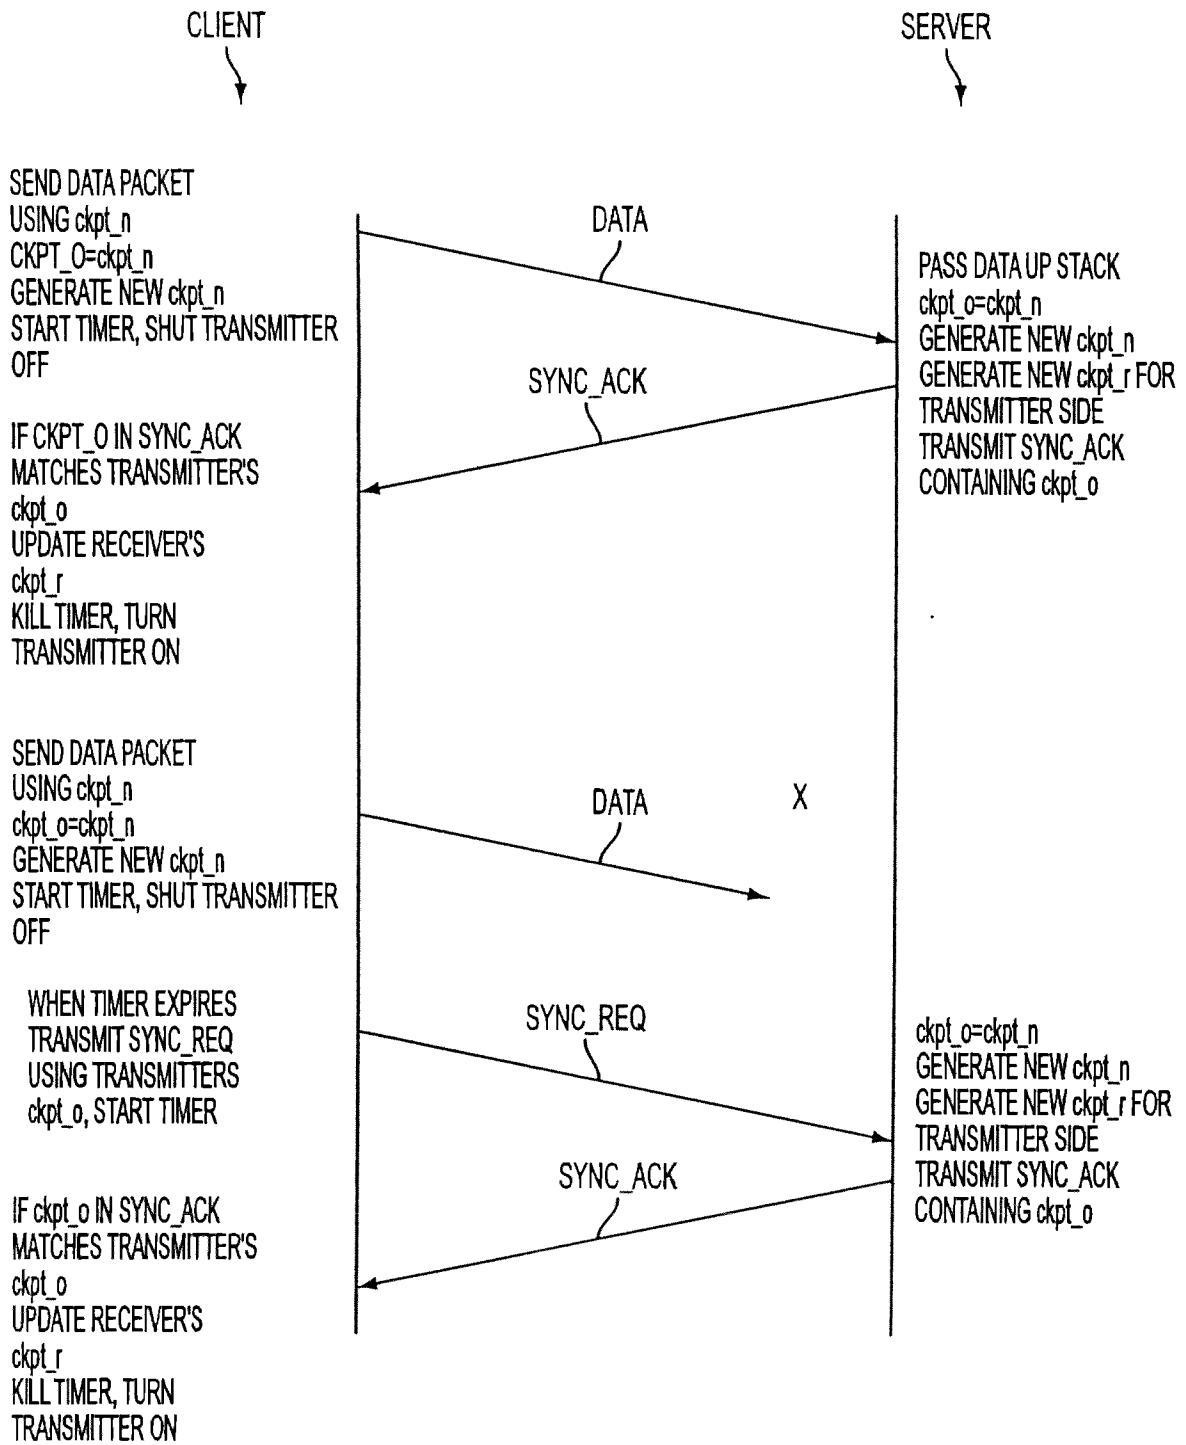 CLIENT
SERVER
SEND DATA PACKET
USING ckpt_n
CKPT_O=ckpt_n
GENERATE NEW ckpt_n
START TIMER, SHUT TRANSMITTER
OFF
DATA
PASS DATA UP STACK
ckpt_o=ckpt_n
GENERATE NEW ckpt_n
GENERATE NEW ckpt_r FOR
TRANSMITTER SIDE
TRANSMIT SYNC_ACK
CONTAINING ckpt_o
SYNC_ACK
IF CKPT_O IN SYNC_ACK
MATCHES TRANSMITTER'S
ckpt_o
UPDATE RECEIVER'S
ckpt_r
KILL TIMER, TURN
TRANSMITTER ON
SEND DATA PACKET
USING ckpt_n
ckpt_o=ckpt_n
GENERATE NEW ckpt_n
START TIMER, SHUT TRANSMITTER
OFF
DATA
X
WHEN TIMER EXPIRES
TRANSMIT SYNC_REQ
USING TRANSMITTERS
ckpt_o, START TIMER
SYNC_REQ
ckpt_o=ckpt_n
GENERATE NEW ckpt_n
GENERATE NEW ckpt_r FOR
TRANSMITTER SIDE
TRANSMIT SYNC_ACK
CONTAINING ckpt_o
SYNC_ACK
IF ckpt_o IN SYNC_ACK
MATCHES TRANSMITTER'S
ckpt_o
UPDATE RECEIVER'S
ckpt_r
KILL TIMER, TURN
TRANSMITTER ON